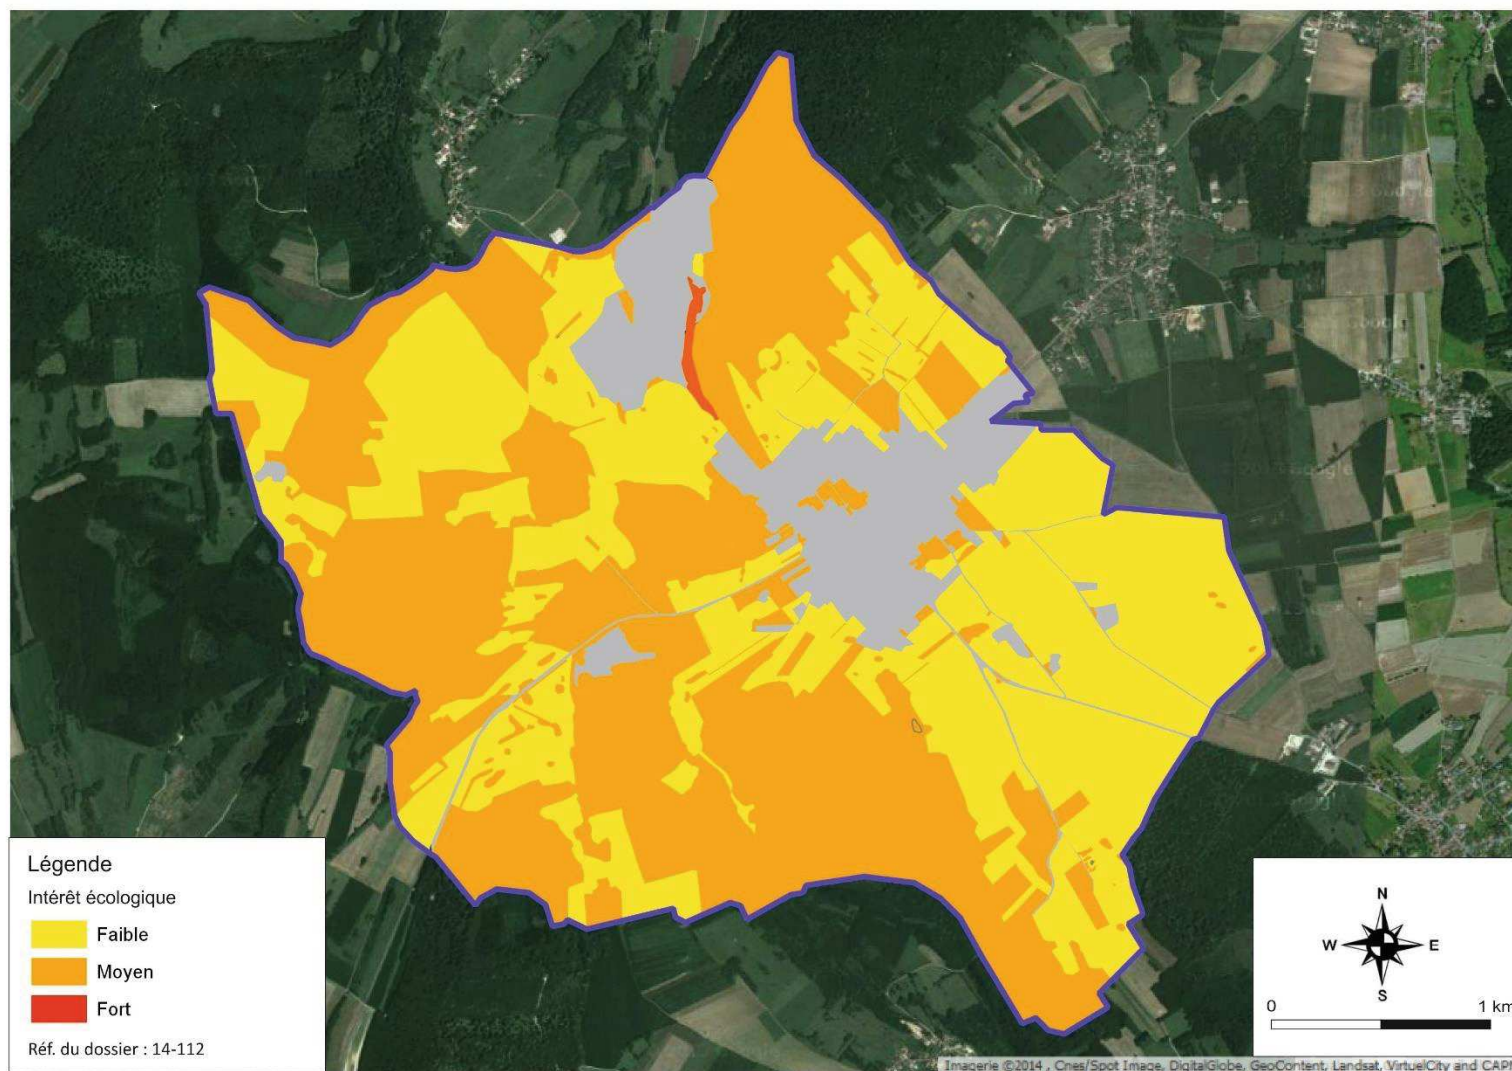 Légende
Intérêt écologique
Faible
Moyen
Fort
Réf. du dossier : 14-112
N
W E
S
0 1 km
Imagerie ©2014 , Cnes/Spot Image, DigitalGlobe, GeoContent, Landsat, VirtuelCity and CAPI